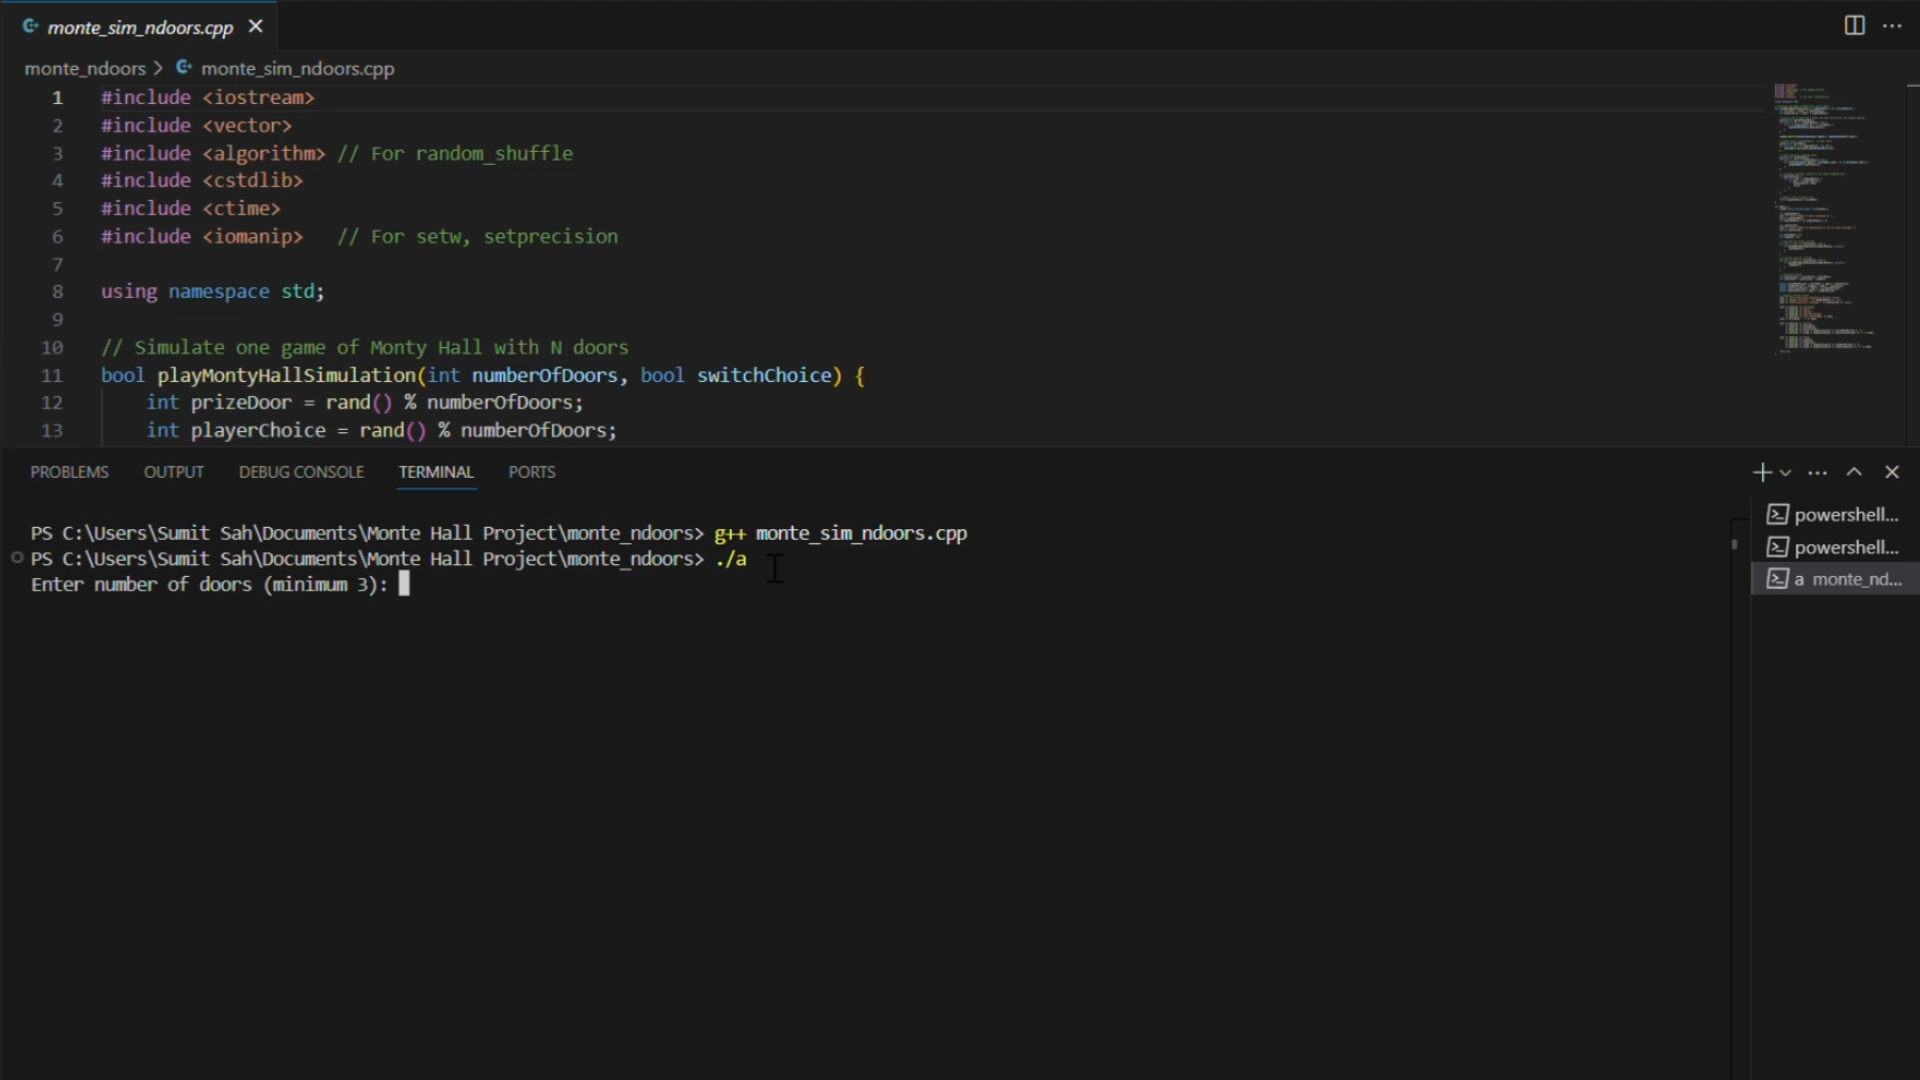 monte_sim_ndoors.cpp
monte_ndoors > monte_sim_ndoors.cpp
1 #include <iostream>
2 #include <vector>
3 #include <algorithm> // For random_shuffle
4 #include <cstdlib>
5 #include <ctime>
6 #include <iomanip> // For setw, setprecision
7
8 using namespace std;
9
10 // Simulate one game of Monty Hall with N doors
11 bool playMontyHallSimulation(int numberOfDoors, bool switchChoice) {
12 int prizeDoor = rand() % numberOfDoors;
13 int playerChoice = rand() % numberOfDoors;
PROBLEMS OUTPUT DEBUG CONSOLE TERMINAL PORTS
PS C:\Users\Sumit Sah\Documents\Monte Hall Project\monte_ndoors> g++ monte_sim_ndoors.cpp
PS C:\Users\Sumit Sah\Documents\Monte Hall Project\monte_ndoors> ./a
Enter number of doors (minimum 3):
powershell...
powershell...
a monte_nd...